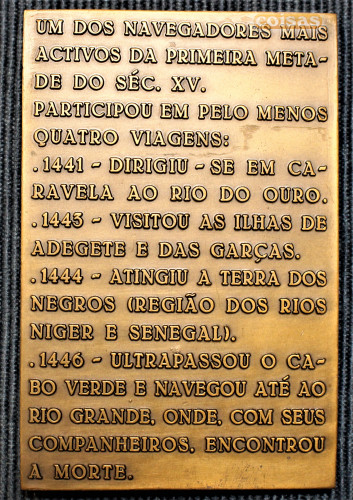 coisas
UM DOS NAVEGADORES MAIS
ACTIVOS DA PRIMEIRA META-
DE DO SÉC. XV.
PARTICIPOU EM PELO MENOS
QUATRO VIAGENS:
. 1441 - DIRIGIU - SE EM CA-
RAVELA AO RIO DO OURO.
. 1443 - VISITOU AS ILHAS DE
ADEGETE E DAS GARÇAS.
. 1444 - ATINGIU A TERRA DOS
NEGROS (REGIÃO DOS RIOS
NIGER E SENEGAL).
. 1446 - ULTRAPASSOU O CA-
BO VERDE E NAVEGOU ATÉ AO
RIO GRANDE, ONDE, COM SEUS
COMPANHEIROS, ENCONTROU
A MORTE.